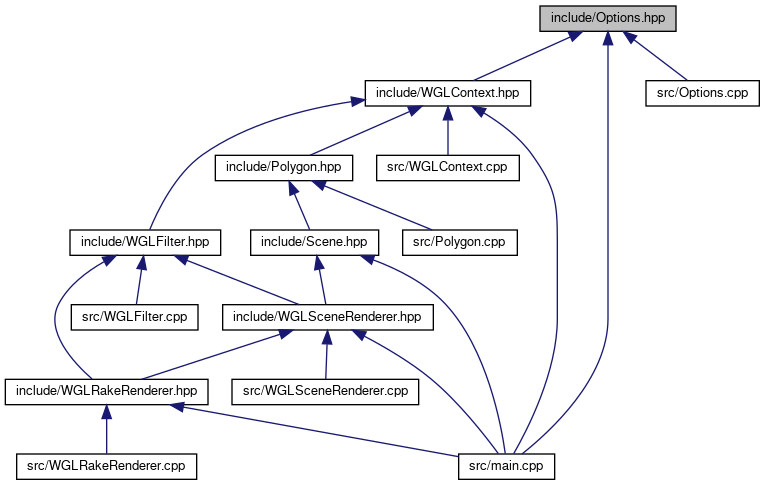 include/Options.hpp
include/WGLContext.hpp
src/Options.cpp
include/Polygon.hpp
src/WGLContext.cpp
include/WGLFilter.hpp
include/Scene.hpp
src/Polygon.cpp
src/WGLFilter.cpp
include/WGLSceneRenderer.hpp
include/WGLRakeRenderer.hpp
src/WGLSceneRenderer.cpp
src/WGLRakeRenderer.cpp
src/main.cpp